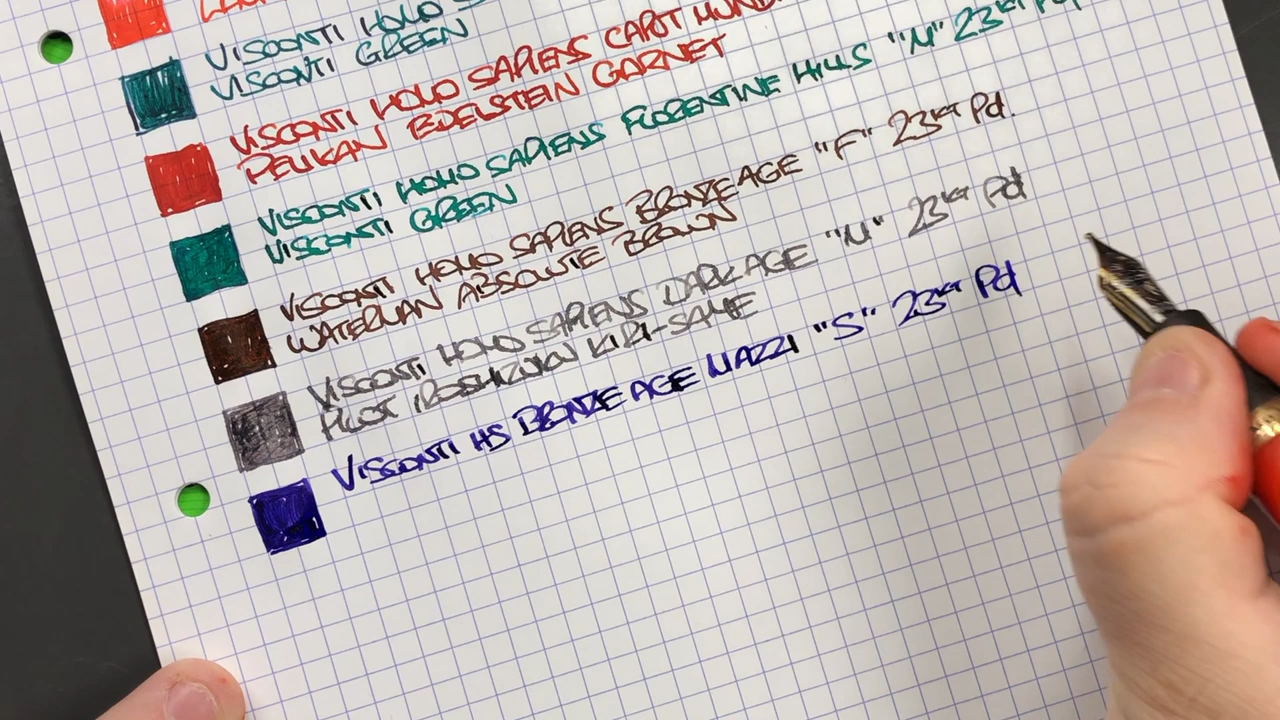 VISCONTI HOMO
VISCONTI GREEN
VISCONTI HOMO SAPIENS CAPUT MUNDI
PELIKAN EDELSTEIN GARNET
VISCONTI HOMO SAPIENS FLORENTINE HILLS "M" 23KT Pd
VISCONTI GREEN
VISCONTI HOMO SAPIENS BRONZE AGE "F" 23KT Pd.
WATERMAN ABSOLUTE BROWN
VISCONTI HOMO SAPIENS DARK AGE "M" 23KT Pd
PILOT IROSHIZUKU KIRI-SAME
VISCONTI HS BRONZE AGE MAZZI "S" 23KT Pd